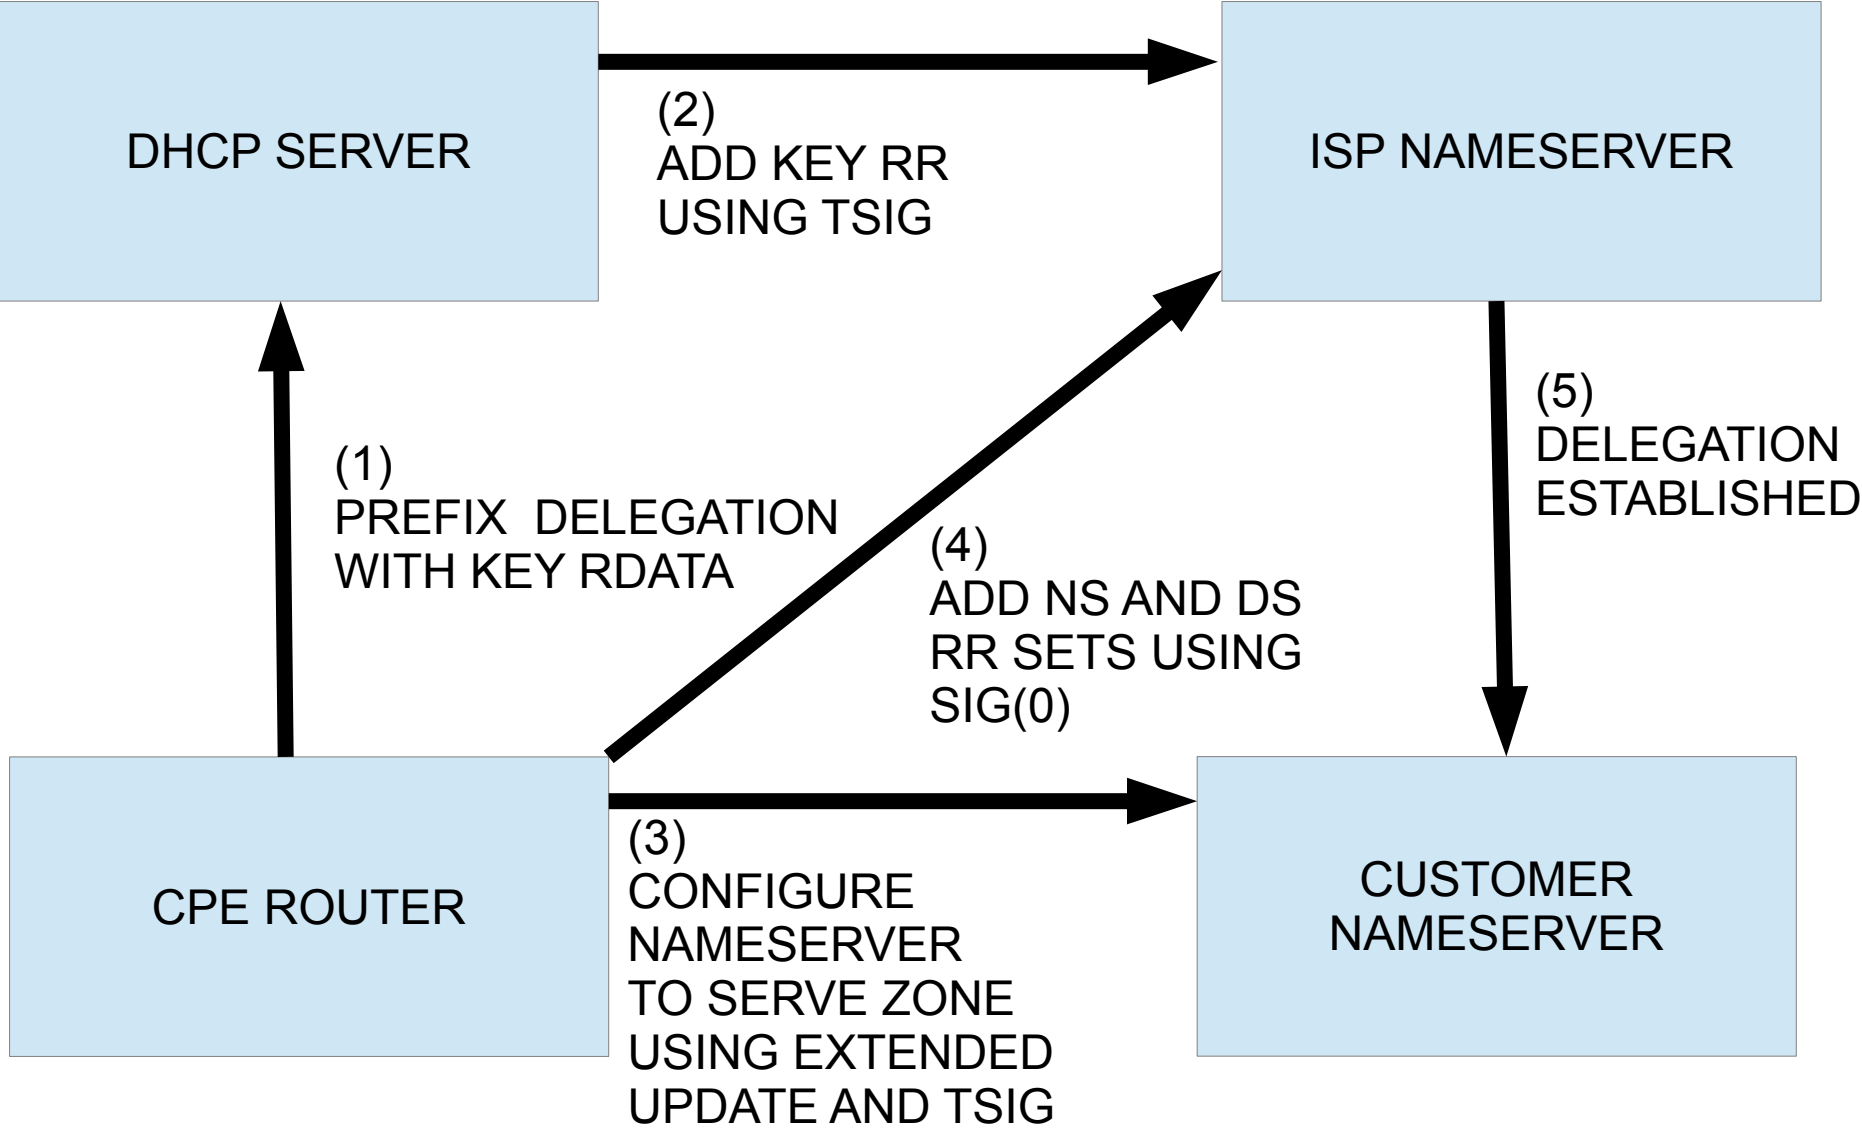 DHCP SERVER
(2)
ADD KEY RR
USING TSIG
ISP NAMESERVER
(1)
PREFIX  DELEGATION
WITH KEY RDATA
(4)
ADD NS AND DS
RR SETS USING
SIG(0)
(5)
DELEGATION
ESTABLISHED
CPE ROUTER
(3)
CONFIGURE
NAMESERVER
TO SERVE ZONE
USING EXTENDED
UPDATE AND TSIG
CUSTOMER
NAMESERVER